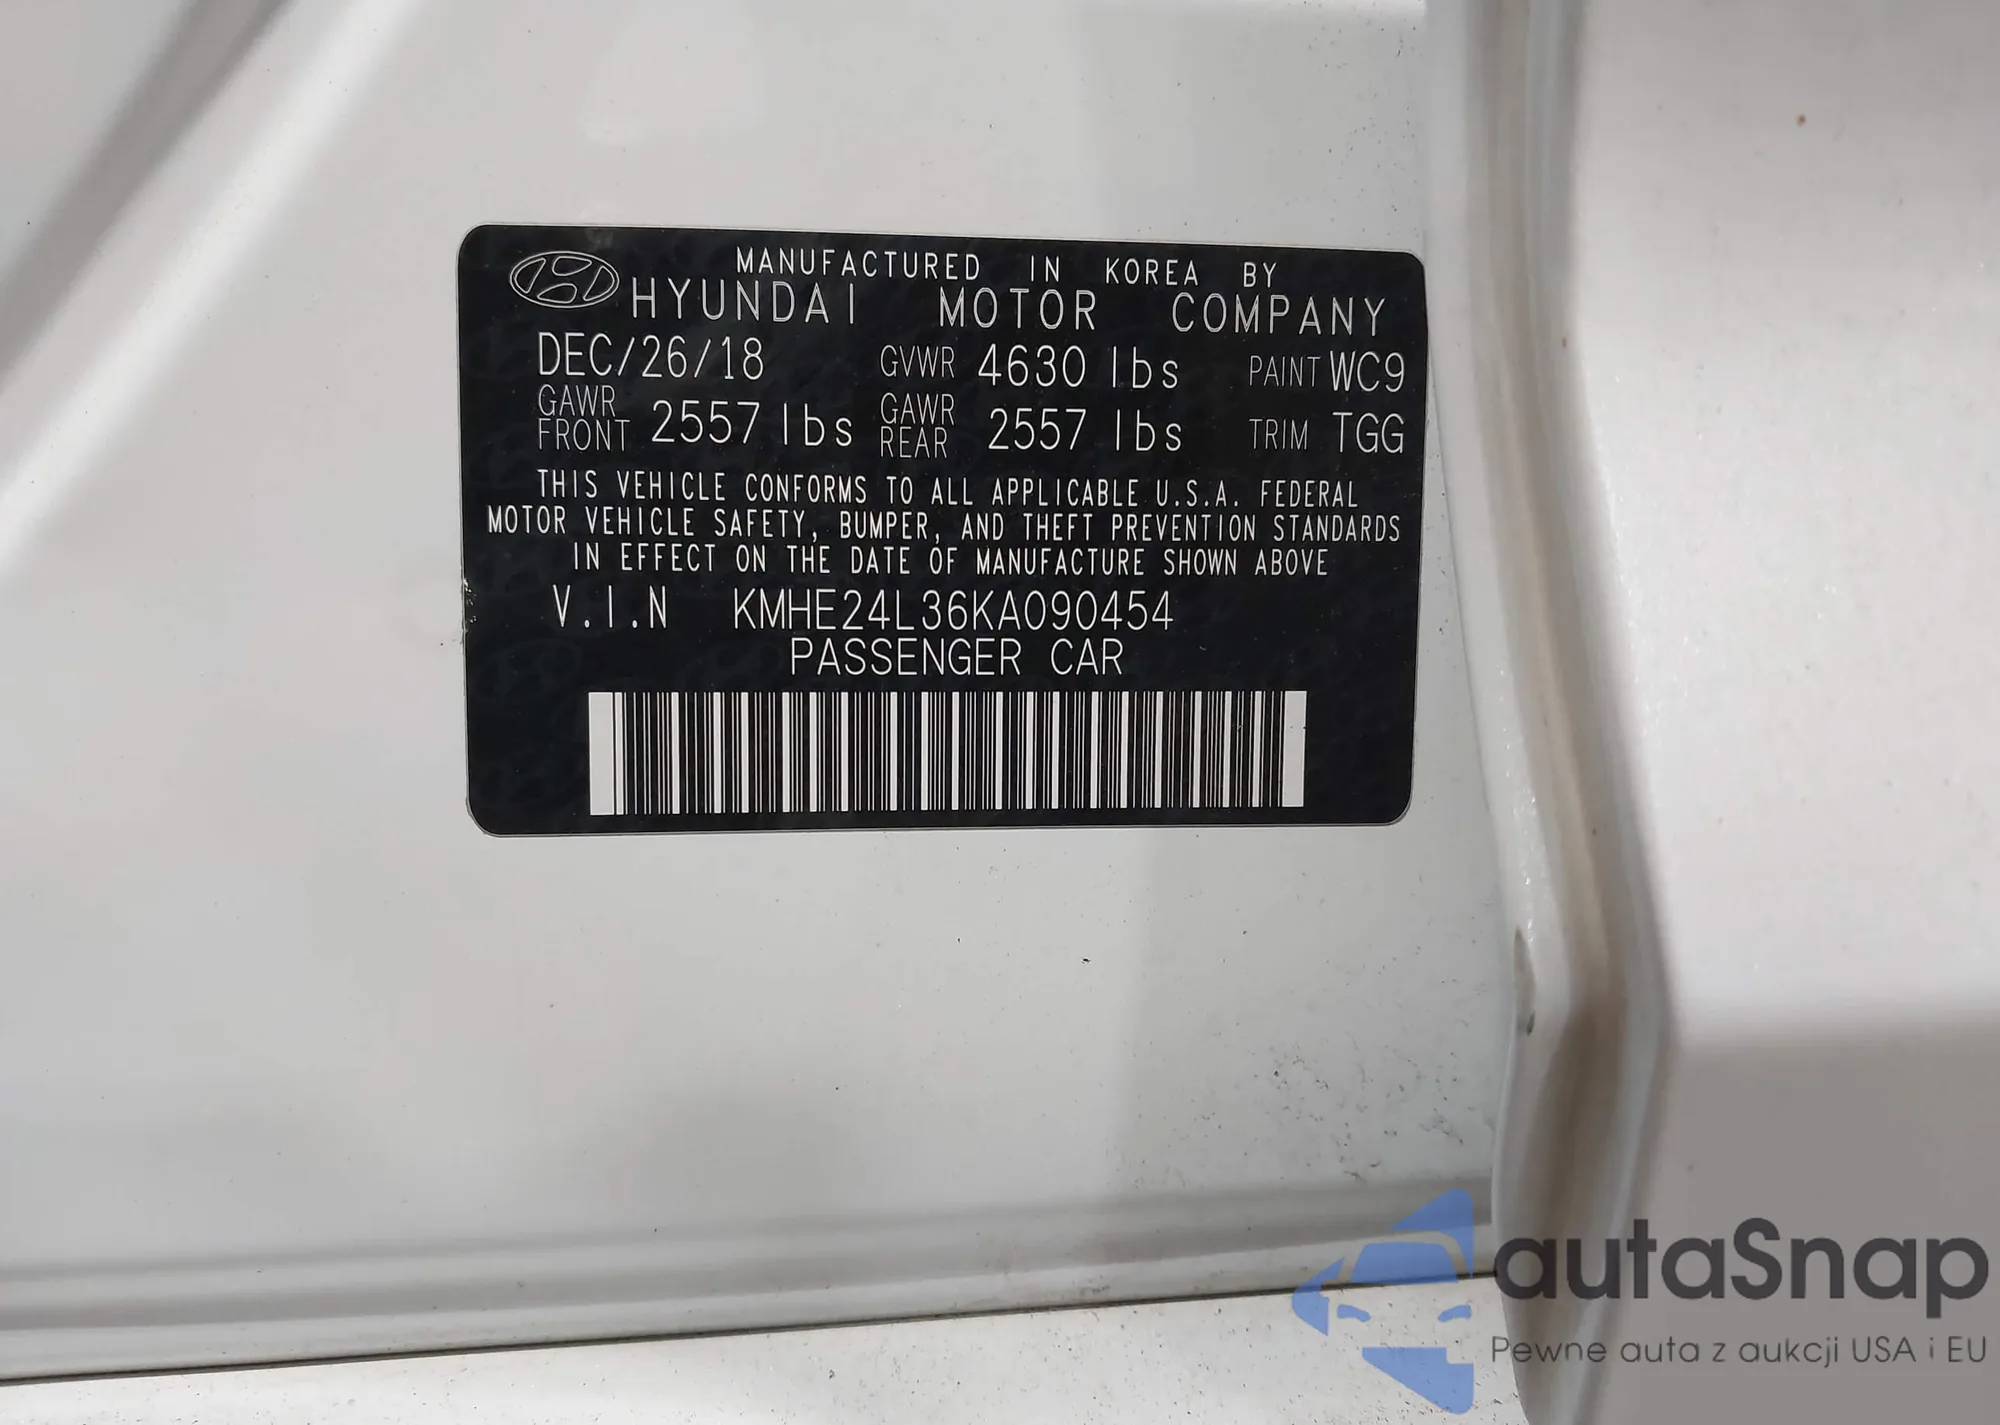 MANUFACTURED IN KOREA BY
HYUNDAI MOTOR COMPANY
DEC/26/18 GVWR 4630 lbs PAINT WC9
GAWR FRONT 2557 lbs GAWR REAR 2557 lbs TRIM TGG
THIS VEHICLE CONFORMS TO ALL APPLICABLE U.S.A. FEDERAL
MOTOR VEHICLE SAFETY, BUMPER, AND THEFT PREVENTION STANDARDS
IN EFFECT ON THE DATE OF MANUFACTURE SHOWN ABOVE
V.I.N KMHE24L36KA090454
PASSENGER CAR
autaSnap
Pewne auta z aukcji USA i EU